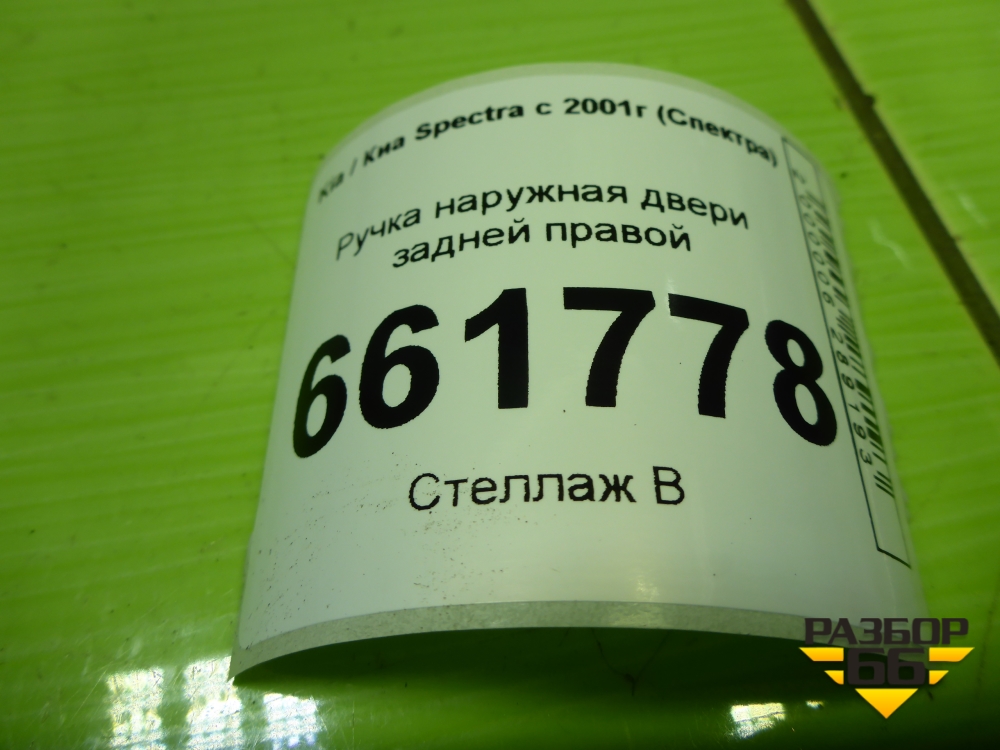 Kia / Киа Spectra с 2001г (Спектра)
Ручка наружная двери
задней правой
661778
Стеллаж В
РАЗБОР
66